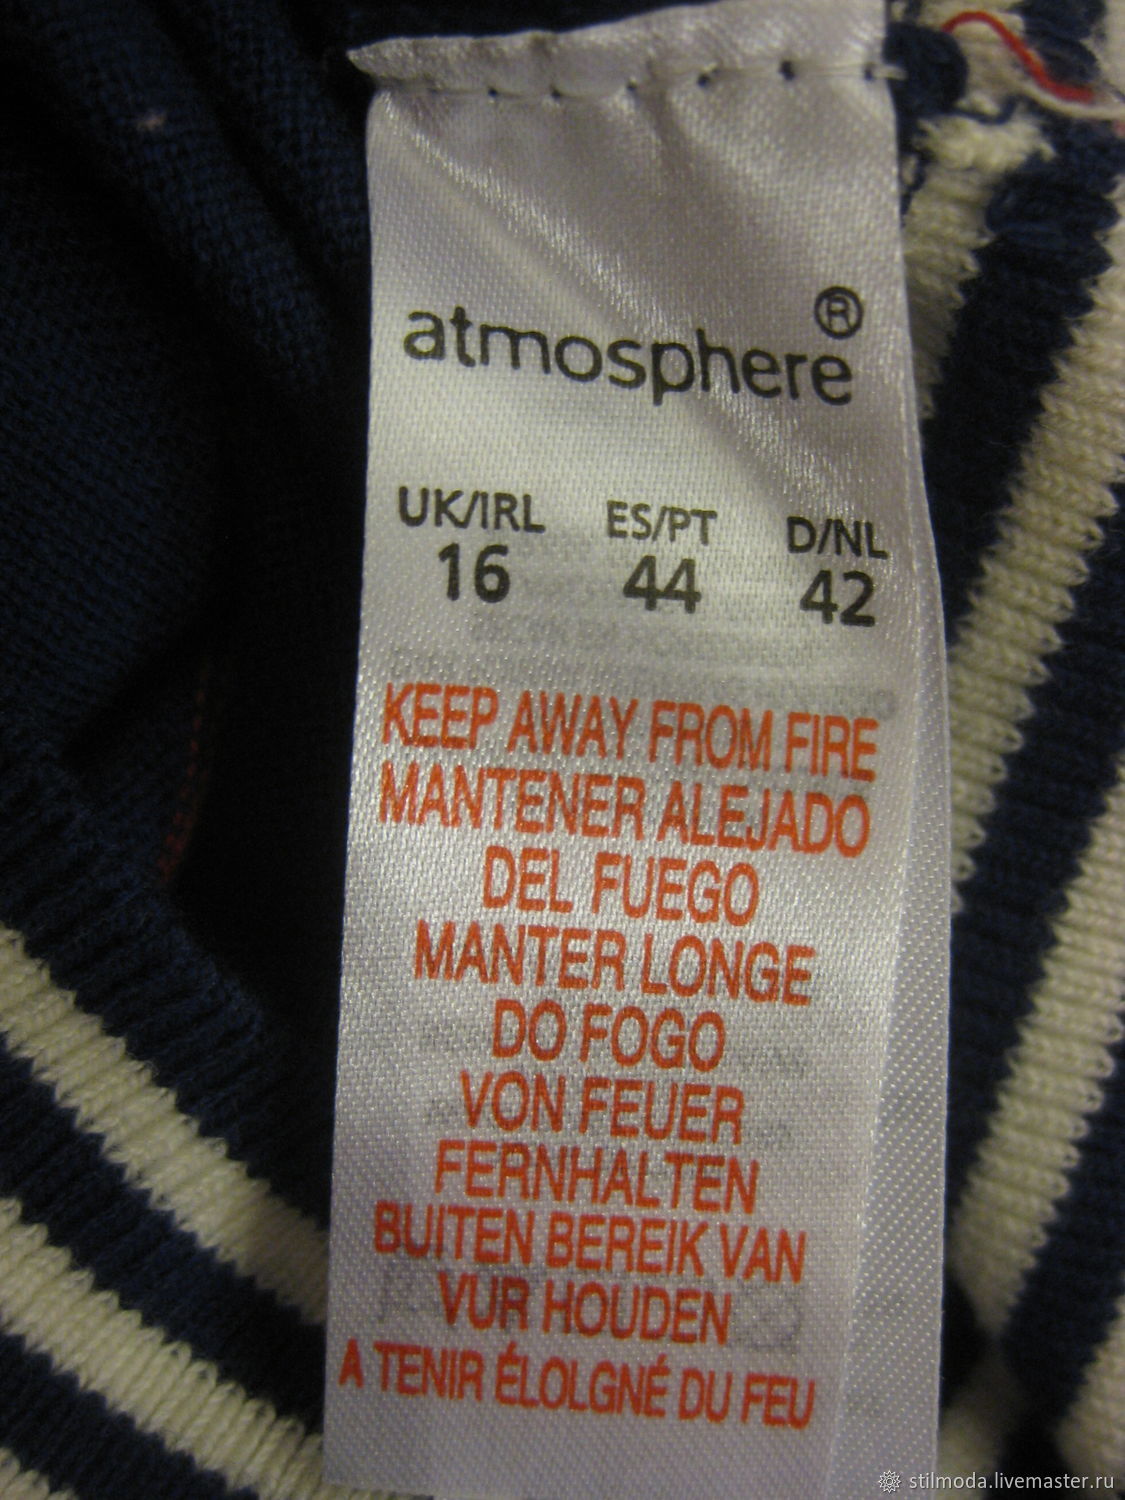 atmosphere®
UK/IRL ES/PT D/NL
16 44 42
KEEP AWAY FROM FIRE
MANTENER ALEJADO
DEL FUEGO
MANTER LONGE
DO FOGO
VON FEUER
FERNHALTEN
BUITEN BEREIK VAN
VUR HOUDEN
A TENIR ÉLOLGNÉ DU FEU
stilmoda.livemaster.ru